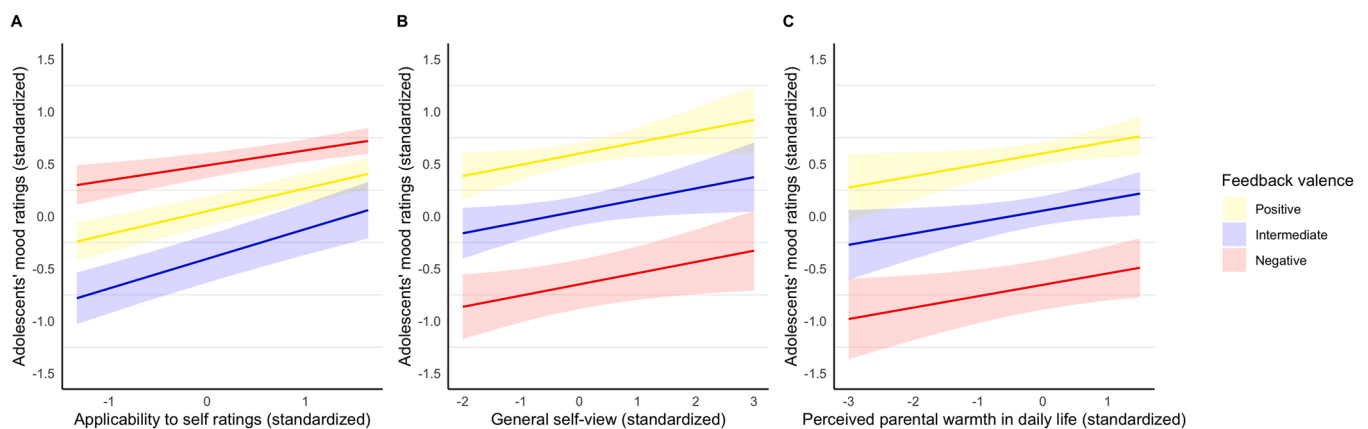 A
Adolescents' mood ratings (standardized)
1.5
1.0
0.5
0.0
-0.5
-1.0
-1.5
-1 0 1
Applicability to self ratings (standardized)
B
Adolescents' mood ratings (standardized)
1.5
1.0
0.5
0.0
-0.5
-1.0
-1.5
-2 -1 0 1 2 3
General self-view (standardized)
C
Adolescents' mood ratings (standardized)
1.5
1.0
0.5
0.0
-0.5
-1.0
-1.5
-3 -2 -1 0 1
Perceived parental warmth in daily life (standardized)
Feedback valence
Positive
Intermediate
Negative